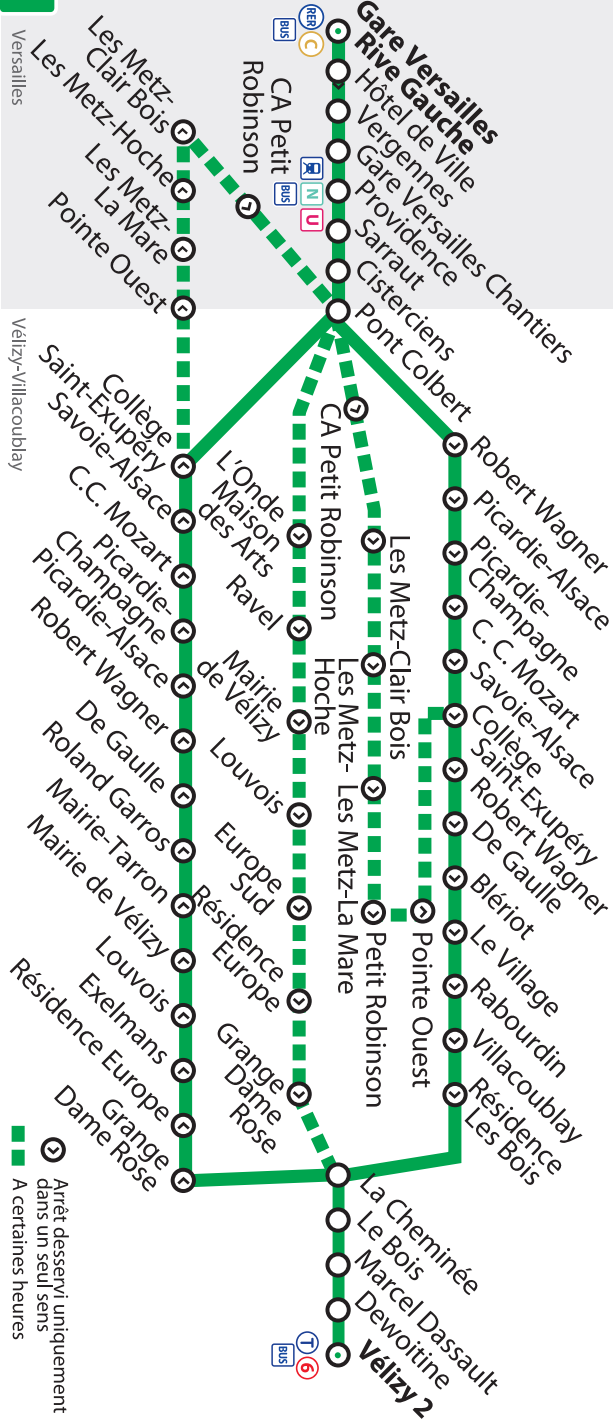 Versailles
Vélizy-Villacoublay
RER C
BUS
Gare Versailles
Rive Gauche
Hôtel de Ville
Vergennes
Gare Versailles Chantiers
N
U
BUS
Providence
Sarraut
Cisterciens
Pont Colbert
Robert Wagner
Picardie-Alsace
Picardie-
Champagne
C. C. Mozart
Savoie-Alsace
Collège
Saint-Exupéry
Robert Wagner
De Gaulle
Blériot
Le Village
Rabourdin
Villacoublay
Résidence
Les Bois
CA Petit Robinson
Les Metz-Clair Bois
Les Metz-
Hoche
Les Metz-La Mare
Petit Robinson
Pointe Ouest
L'Onde
Maison
des Arts
Ravel
Mairie
de Vélizy
Louvois
Europe
Sud
Résidence
Europe
Grange
Dame
Rose
CA Petit
Robinson
Les Metz-
Clair Bois
Les Metz-Hoche
Les Metz-
La Mare
Pointe Ouest
Collège
Saint-Exupéry
Savoie-Alsace
C.C. Mozart
Picardie-
Champagne
Picardie-Alsace
Robert Wagner
De Gaulle
Roland Garros
Mairie-Tarron
Mairie de Vélizy
Louvois
Exelmans
Résidence Europe
Grange
Dame Rose
La Cheminée
Le Bois
Marcel Dassault
Dewoitine
Vélizy 2
T 6
BUS
Arrêt desservi uniquement
dans un seul sens
A certaines heures